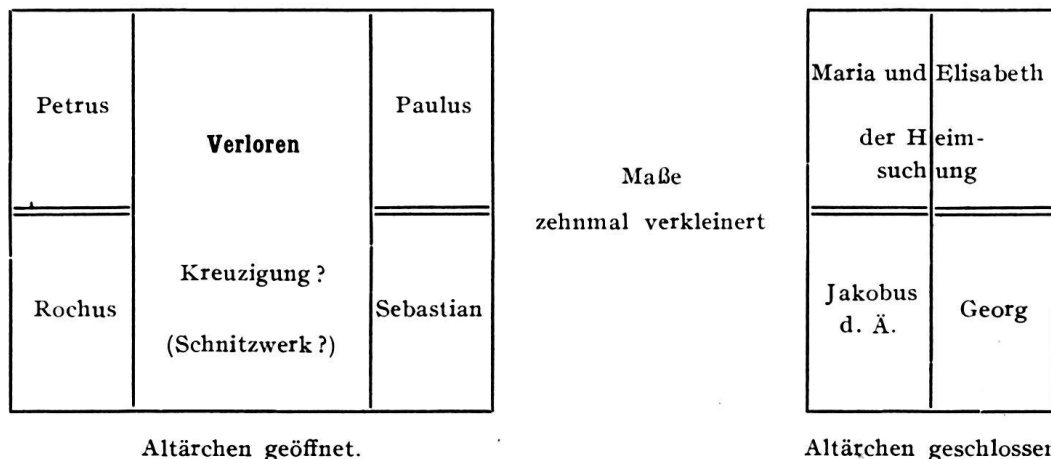 Petrus
Paulus
Verloren
Kreuzigung ?
Rochus
Sebastian
(Schnitzwerk ?)
Altärchen geöffnet.
Maße
zehnmal verkleinert
Maria und Elisabeth
der Heim-
suchung
Jakobus
d. Ä.
Georg
Altärchen geschlossen